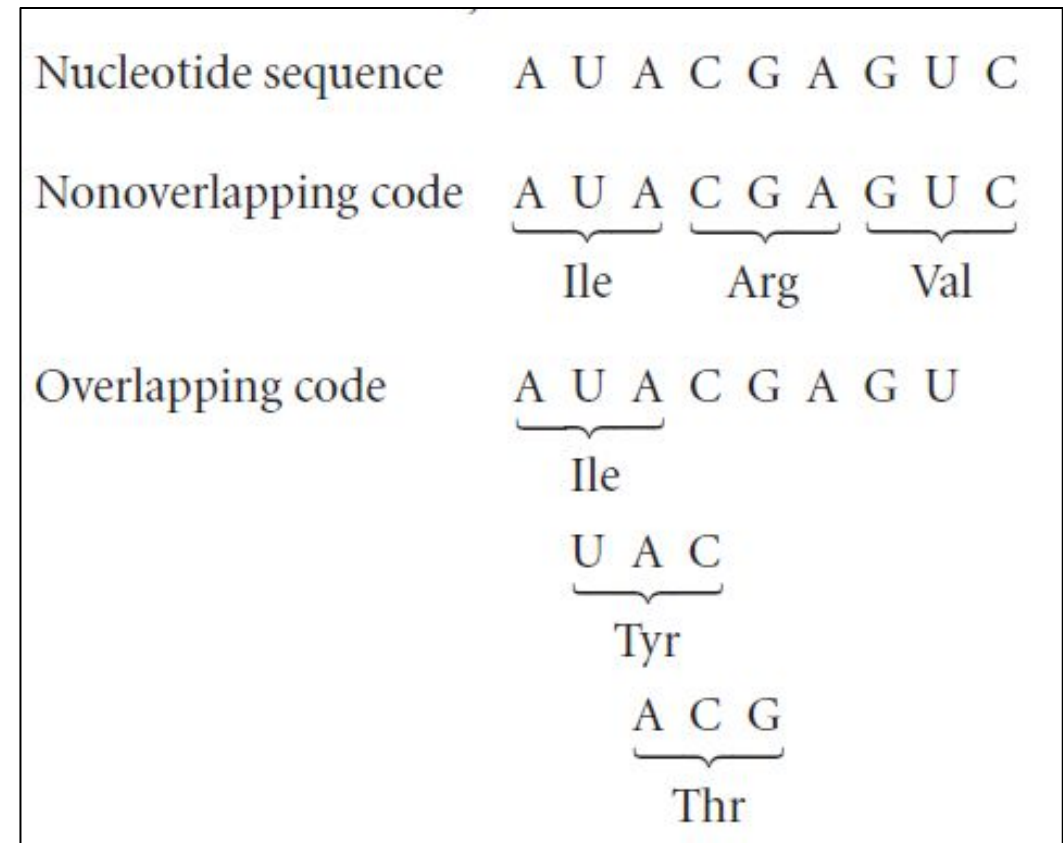 Nucleotide sequence A U A C G A G U C
Nonoverlapping code A U A C G A G U C
Ile Arg Val
Overlapping code A U A C G A G U
Ile
U A C
Tyr
A C G
Thr